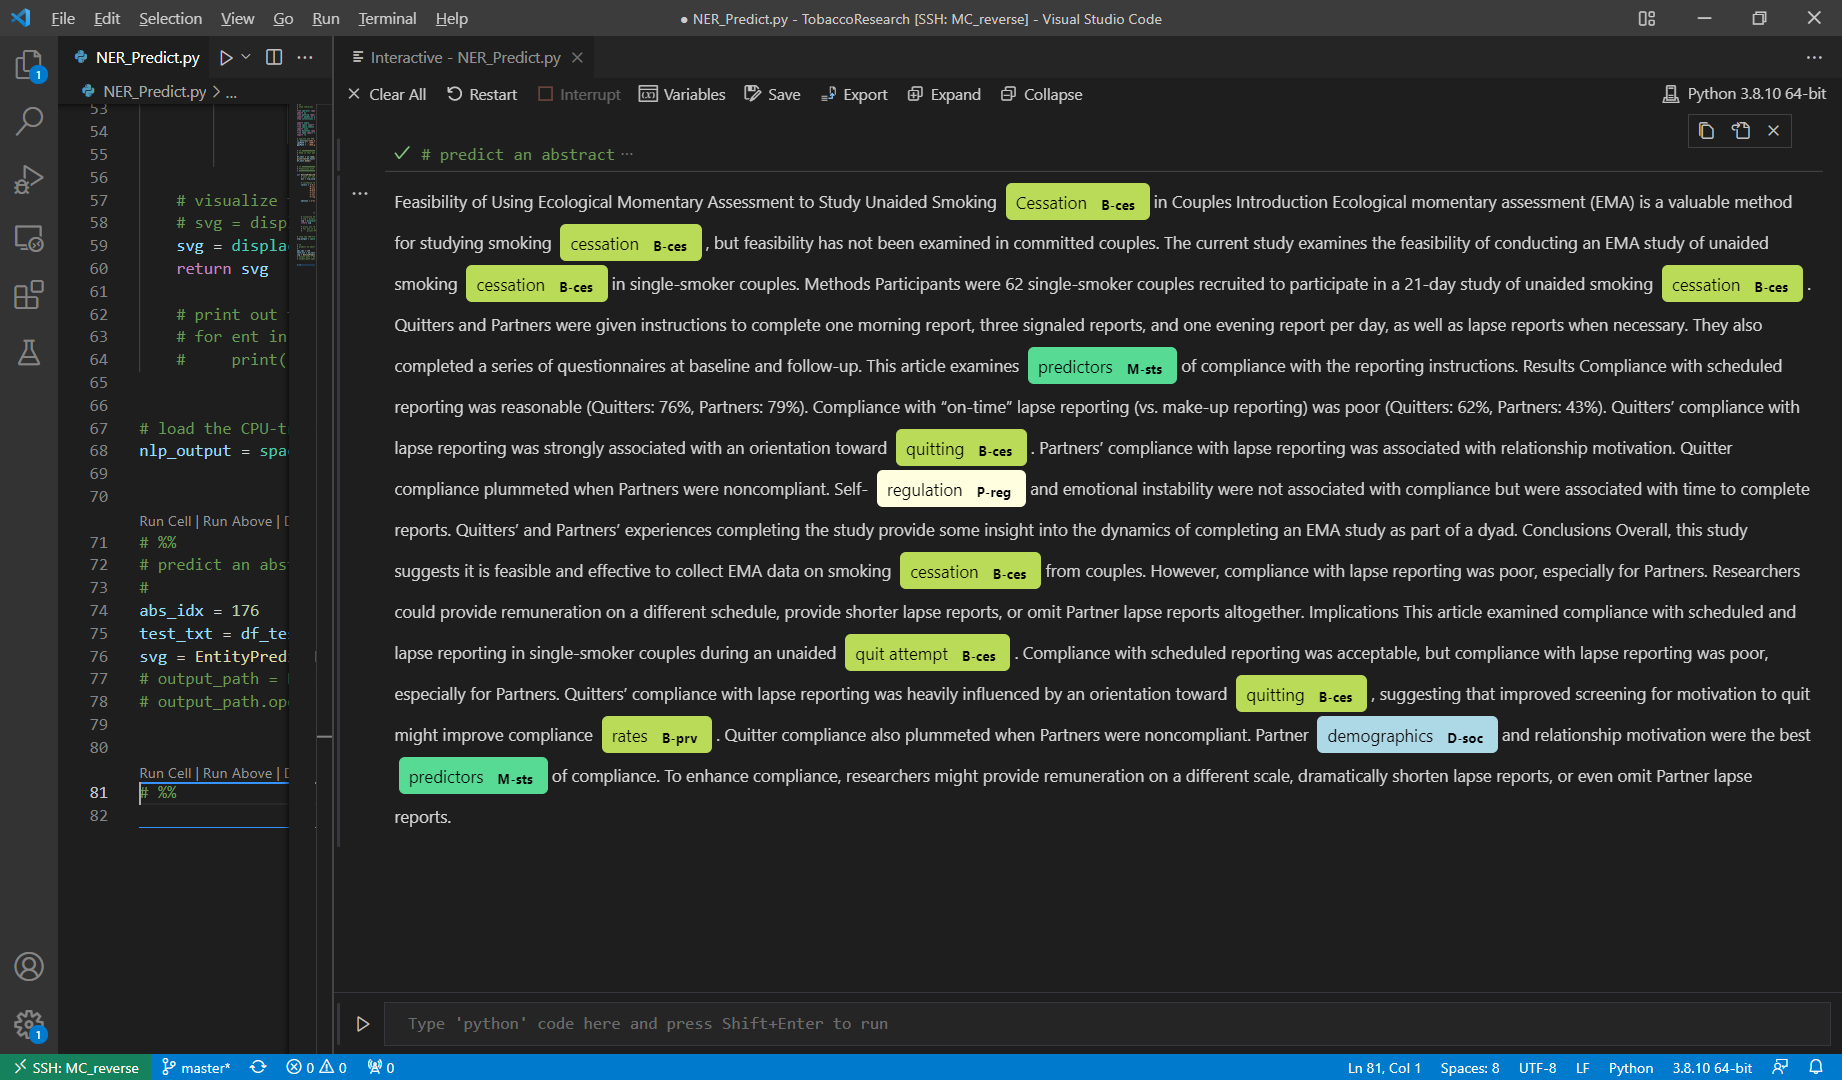 File Edit Selection View Go Run Terminal Help
● NER_Predict.py - TobaccoResearch [SSH: MC_reverse] - Visual Studio Code
NER_Predict.py
NER_Predict.py > ...
53
54
55
56
57 # visualize
58 # svg = disp
59 svg = displa
60 return svg
61
62 # print out
63 # for ent in
64 # print(
65
66
67 # load the CPU-t
68 nlp_output = spa
69
70
Run Cell | Run Above |
71 # %%
72 # predict an abs
73 #
74 abs_idx = 176
75 test_txt = df_te
76 svg = EntityPred
77 # output_path =
78 # output_path.op
79
80
Run Cell | Run Above |
81 # %%
82
Interactive - NER_Predict.py
Clear All Restart Interrupt Variables Save Export Expand Collapse
Python 3.8.10 64-bit
# predict an abstract ...
Feasibility of Using Ecological Momentary Assessment to Study Unaided Smoking Cessation B-ces in Couples Introduction Ecological momentary assessment (EMA) is a valuable method
for studying smoking cessation B-ces , but feasibility has not been examined in committed couples. The current study examines the feasibility of conducting an EMA study of unaided
smoking cessation B-ces in single-smoker couples. Methods Participants were 62 single-smoker couples recruited to participate in a 21-day study of unaided smoking cessation B-ces .
Quitters and Partners were given instructions to complete one morning report, three signaled reports, and one evening report per day, as well as lapse reports when necessary. They also
completed a series of questionnaires at baseline and follow-up. This article examines predictors M-sts of compliance with the reporting instructions. Results Compliance with scheduled
reporting was reasonable (Quitters: 76%, Partners: 79%). Compliance with “on-time” lapse reporting (vs. make-up reporting) was poor (Quitters: 62%, Partners: 43%). Quitters’ compliance with
lapse reporting was strongly associated with an orientation toward quitting B-ces . Partners’ compliance with lapse reporting was associated with relationship motivation. Quitter
compliance plummeted when Partners were noncompliant. Self- regulation P-reg and emotional instability were not associated with compliance but were associated with time to complete
reports. Quitters’ and Partners’ experiences completing the study provide some insight into the dynamics of completing an EMA study as part of a dyad. Conclusions Overall, this study
suggests it is feasible and effective to collect EMA data on smoking cessation B-ces from couples. However, compliance with lapse reporting was poor, especially for Partners. Researchers
could provide remuneration on a different schedule, provide shorter lapse reports, or omit Partner lapse reports altogether. Implications This article examined compliance with scheduled and
lapse reporting in single-smoker couples during an unaided quit attempt B-ces . Compliance with scheduled reporting was acceptable, but compliance with lapse reporting was poor,
especially for Partners. Quitters’ compliance with lapse reporting was heavily influenced by an orientation toward quitting B-ces , suggesting that improved screening for motivation to quit
might improve compliance rates B-prv . Quitter compliance also plummeted when Partners were noncompliant. Partner demographics D-soc and relationship motivation were the best
predictors M-sts of compliance. To enhance compliance, researchers might provide remuneration on a different scale, dramatically shorten lapse reports, or even omit Partner lapse
reports.
Type 'python' code here and press Shift+Enter to run
1
1
SSH: MC_reverse master* 0 0 0
Ln 81, Col 1 Spaces: 8 UTF-8 LF Python 3.8.10 64-bit